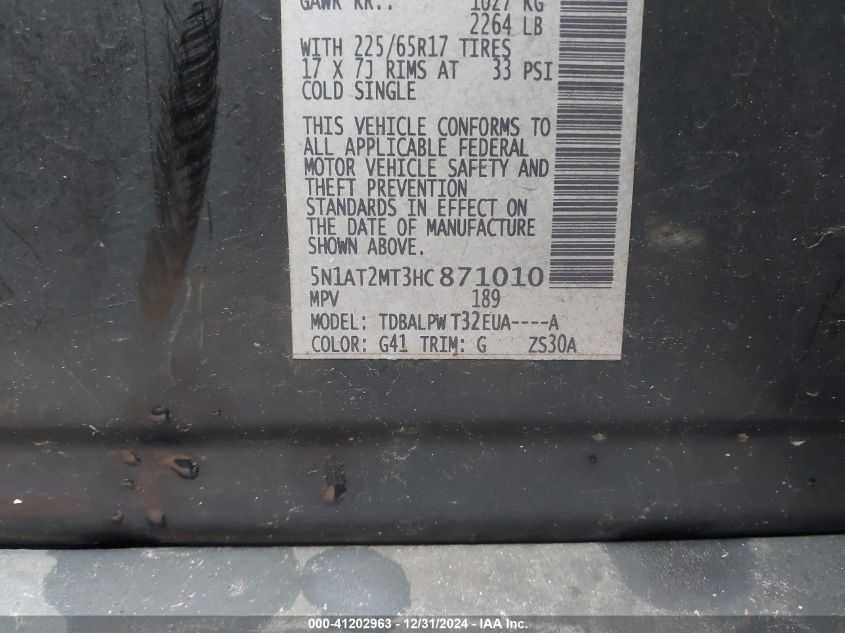 GAWR RR.: 1027 KG
2264 LB
WITH 225/65R17 TIRES
17 X 7J RIMS AT 33 PSI
COLD SINGLE
THIS VEHICLE CONFORMS TO
ALL APPLICABLE FEDERAL
MOTOR VEHICLE SAFETY AND
THEFT PREVENTION
STANDARDS IN EFFECT ON
THE DATE OF MANUFACTURE
SHOWN ABOVE.
5N1AT2MT3HC871010
MPV 189
MODEL: TDBALPWT32EUA----A
COLOR: G41 TRIM: G ZS30A
000-41202963 - 12/31/2024 - IAA Inc.